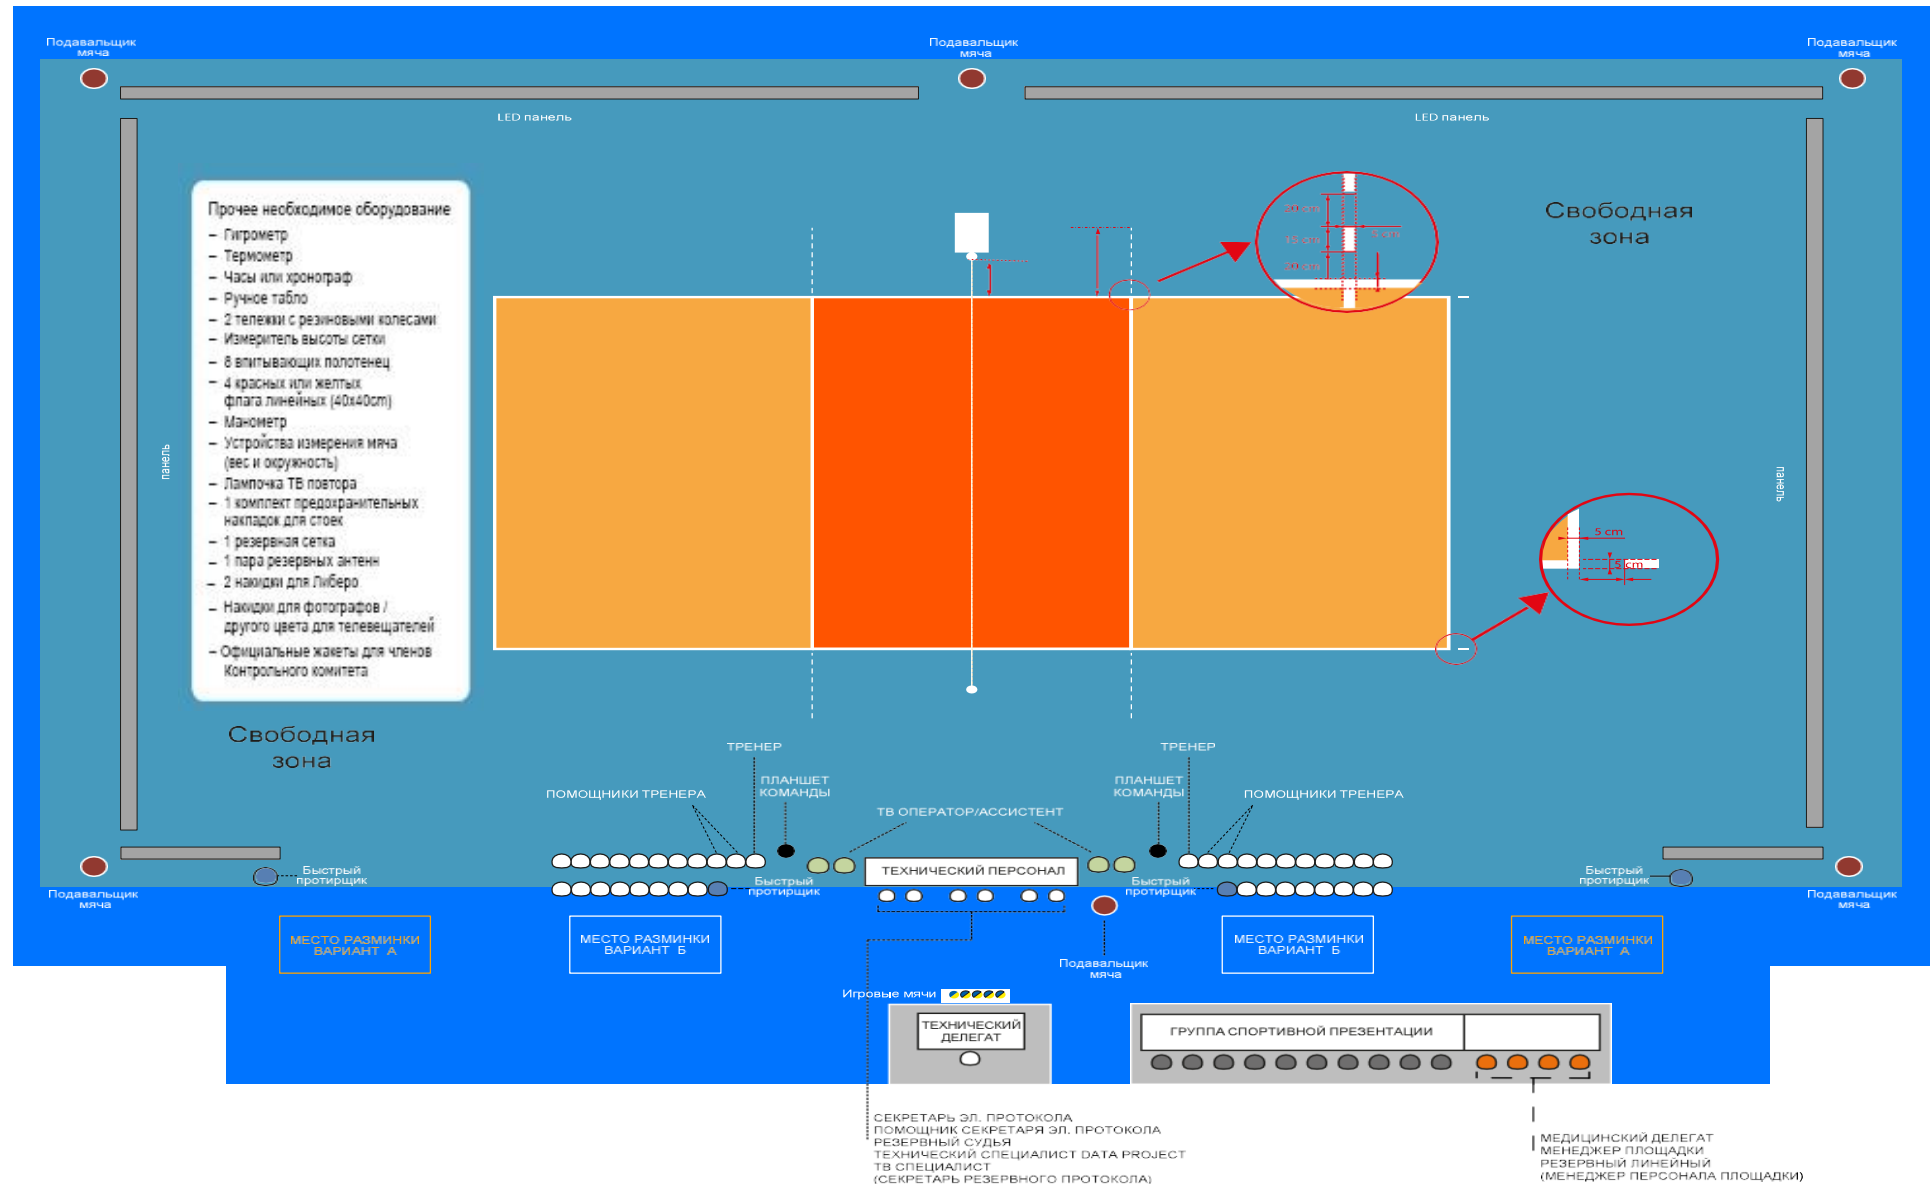 Подавальщик
мяча
Подавальщик
мяча
Подавальщик
мяча
LED панель
LED панель
Прочее необходимое оборудование
– Гигрометр
– Термометр
– Часы или хронограф
– Ручное табло
– 2 тележки с резиновыми колесами
– Измеритель высоты сетки
– 8 впитывающих полотенец
– 4 красных или желтых
флага линейных (40x40cm)
– Манометр
– Устройства измерения мяча
(вес и окружность)
– Лампочка ТВ повтора
– 1 комплект предохранительных
накладок для стоек
– 1 резервная сетка
– 1 пара резервных антенн
– 2 накидки для Либеро
– Накидки для фотографов /
другого цвета для телевещателей
– Официальные жакеты для членов
Контрольного комитета
20 cm
15 cm
5 cm
20 cm
Свободная
зона
панель
панель
5 cm
5 cm
Свободная
зона
ТРЕНЕР
ТРЕНЕР
ПЛАНШЕТ
КОМАНДЫ
ПЛАНШЕТ
КОМАНДЫ
ПОМОЩНИКИ ТРЕНЕРА
ПОМОЩНИКИ ТРЕНЕРА
ТВ ОПЕРАТОР/АССИСТЕНТ
ТЕХНИЧЕСКИЙ ПЕРСОНАЛ
Быстрый
протирщик
Быстрый
протирщик
Быстрый
протирщик
Быстрый
протирщик
Подавальщик
мяча
Подавальщик
мяча
МЕСТО РАЗМИНКИ
ВАРИАНТ А
МЕСТО РАЗМИНКИ
ВАРИАНТ Б
МЕСТО РАЗМИНКИ
ВАРИАНТ Б
МЕСТО РАЗМИНКИ
ВАРИАНТ А
Подавальщик
мяча
Игровые мячи
ТЕХНИЧЕСКИЙ
ДЕЛЕГАТ
ГРУППА СПОРТИВНОЙ ПРЕЗЕНТАЦИИ
СЕКРЕТАРЬ ЭЛ. ПРОТОКОЛА
ПОМОЩНИК СЕКРЕТАРЯ ЭЛ. ПРОТОКОЛА
РЕЗЕРВНЫЙ СУДЬЯ
ТЕХНИЧЕСКИЙ СПЕЦИАЛИСТ DATA PROJECT
ТВ СПЕЦИАЛИСТ
(СЕКРЕТАРЬ РЕЗЕРВНОГО ПРОТОКОЛА)
МЕДИЦИНСКИЙ ДЕЛЕГАТ
МЕНЕДЖЕР ПЛОЩАДКИ
РЕЗЕРВНЫЙ ЛИНЕЙНЫЙ
(МЕНЕДЖЕР ПЕРСОНАЛА ПЛОЩАДКИ)